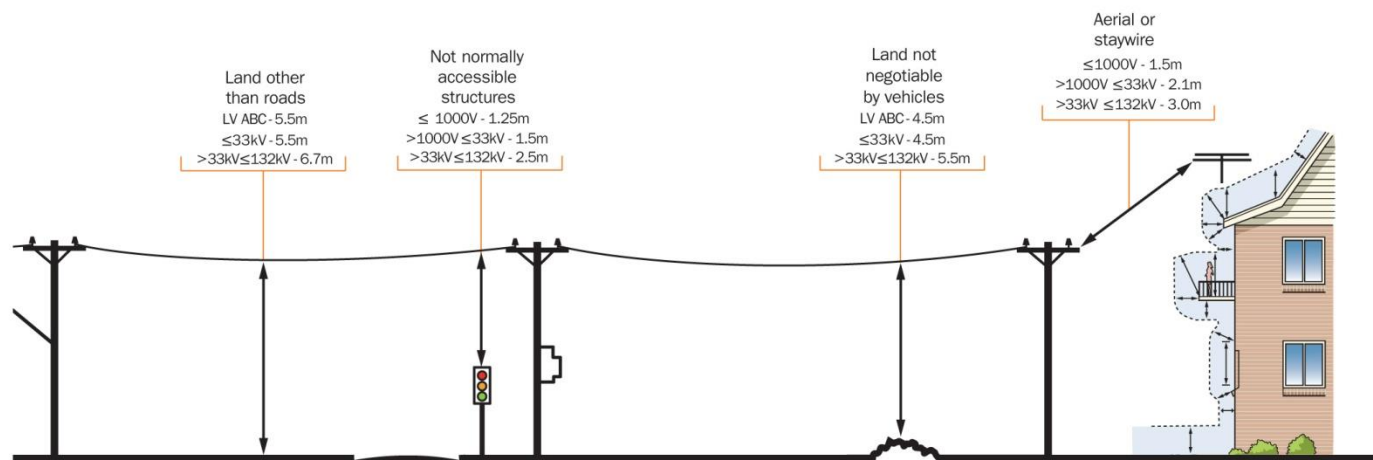 Land other
than roads
LV ABC - 5.5m
≤33kV - 5.5m
>33kV≤132kV - 6.7m
Not normally
accessible
structures
≤ 1000V - 1.25m
>1000V ≤33kV - 1.5m
>33kV≤132kV - 2.5m
Land not
negotiable
by vehicles
LV ABC - 4.5m
≤33kV - 4.5m
>33kV≤132kV - 5.5m
Aerial or
staywire
≤1000V - 1.5m
>1000V ≤33kV - 2.1m
>33kV ≤132kV - 3.0m